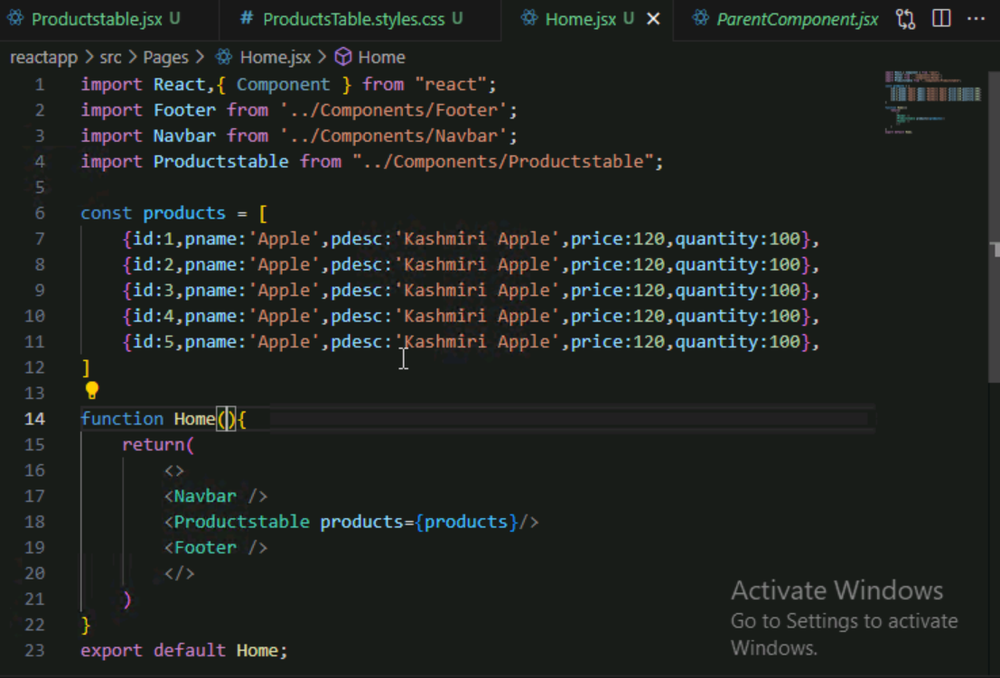 Productstable.jsx U
# ProductsTable.styles.css U
Home.jsx U
ParentComponent.jsx
reactapp > src > Pages > Home.jsx > Home
1 import React,{ Component } from "react";
2 import Footer from '../Components/Footer';
3 import Navbar from '../Components/Navbar';
4 import Productstable from "../Components/Productstable";
5
6 const products = [
7 {id:1,pname:'Apple',pdesc:'Kashmiri Apple',price:120,quantity:100},
8 {id:2,pname:'Apple',pdesc:'Kashmiri Apple',price:120,quantity:100},
9 {id:3,pname:'Apple',pdesc:'Kashmiri Apple',price:120,quantity:100},
10 {id:4,pname:'Apple',pdesc:'Kashmiri Apple',price:120,quantity:100},
11 {id:5,pname:'Apple',pdesc:'Kashmiri Apple',price:120,quantity:100},
12 ]
13
14 function Home(){
15 return(
16 <>
17 <Navbar />
18 <Productstable products={products}/>
19 <Footer />
20 </>
21 )
22 }
23 export default Home;
Activate Windows
Go to Settings to activate
Windows.